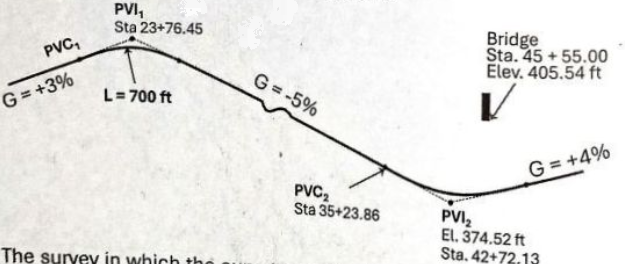 PVI₁
Sta 23+76.45
PVC₁
G = +3%
L = 700 ft
G = -5%
Bridge
Sta. 45 + 55.00
Elev. 405.54 ft
G = +4%
PVC₂
Sta 35+23.86
PVI₂
El. 374.52 ft
Sta. 42+72.13
The survey in which the